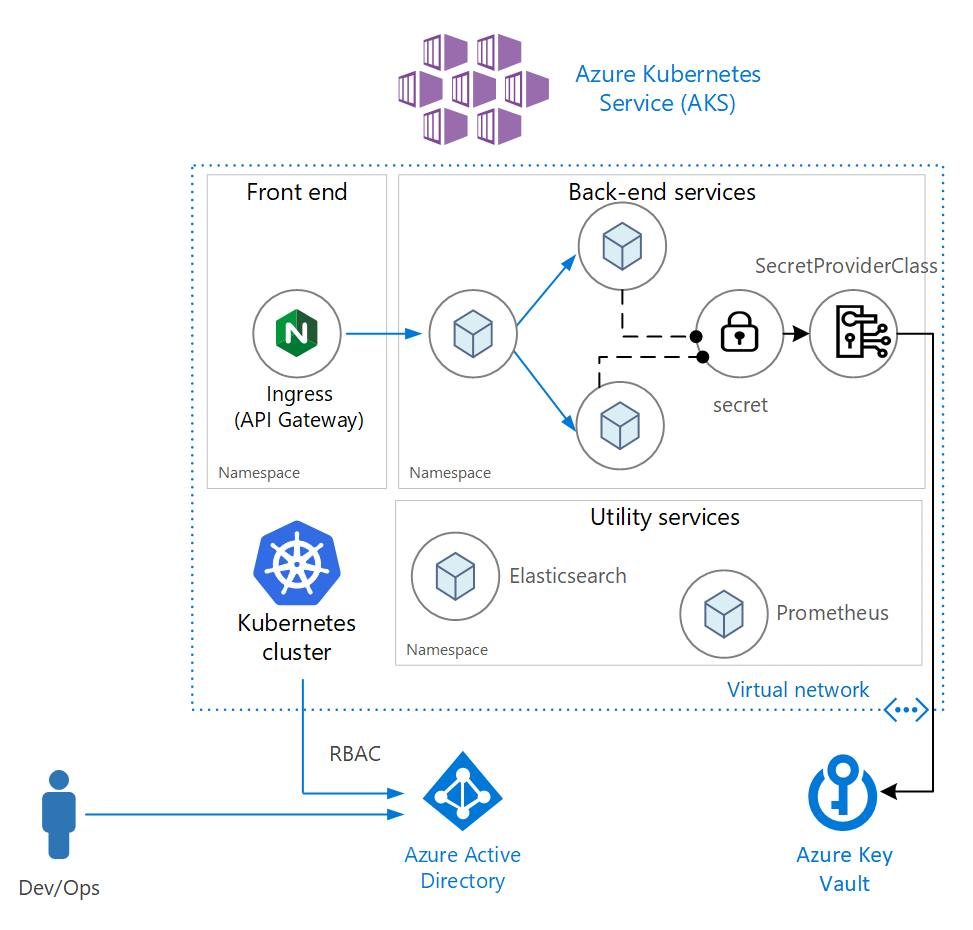 Azure Kubernetes
Service (AKS)
Front end
Back-end services
SecretProviderClass
N
Ingress
(API Gateway)
secret
Namespace
Namespace
Utility services
Elasticsearch
Prometheus
Kubernetes
cluster
Namespace
Virtual network
RBAC
Azure Active
Directory
Azure Key
Vault
Dev/Ops